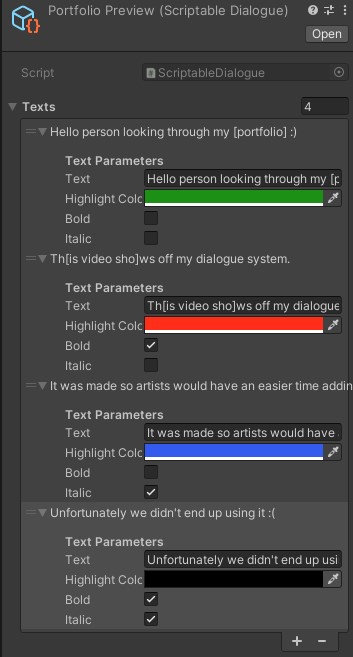 Portfolio Preview (Scriptable Dialogue)
Open
Script ScriptableDialogue
Texts 4
Hello person looking through my [portfolio] :)
Text Parameters
Text Hello person looking through my [p
Highlight Colo
Bold
Italic
Th[is video sho]ws off my dialogue system.
Text Parameters
Text Th[is video sho]ws off my dialogue
Highlight Colo
Bold
Italic
It was made so artists would have an easier time addin
Text Parameters
Text It was made so artists would have
Highlight Colo
Bold
Italic
Unfortunately we didn't end up using it :(
Text Parameters
Text Unfortunately we didn't end up usi
Highlight Colo
Bold
Italic
+ −